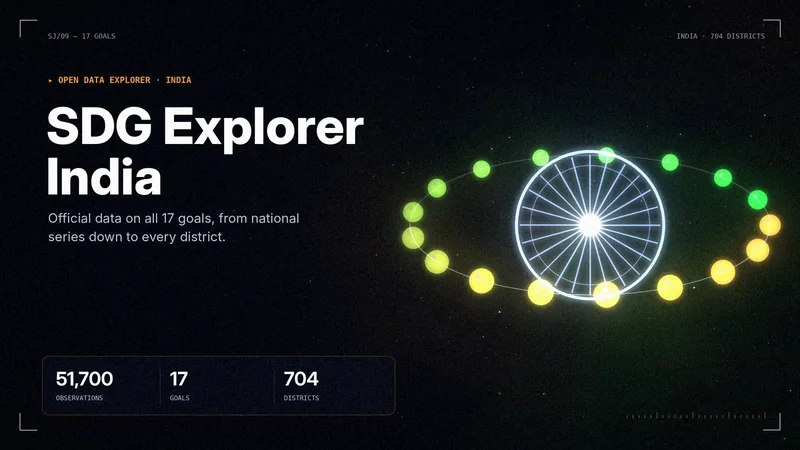 SJ/09 — 17 GOALS
INDIA · 704 DISTRICTS
▸ OPEN DATA EXPLORER · INDIA
SDG Explorer
India
Official data on all 17 goals, from national
series down to every district.
51,700
OBSERVATIONS
17
GOALS
704
DISTRICTS